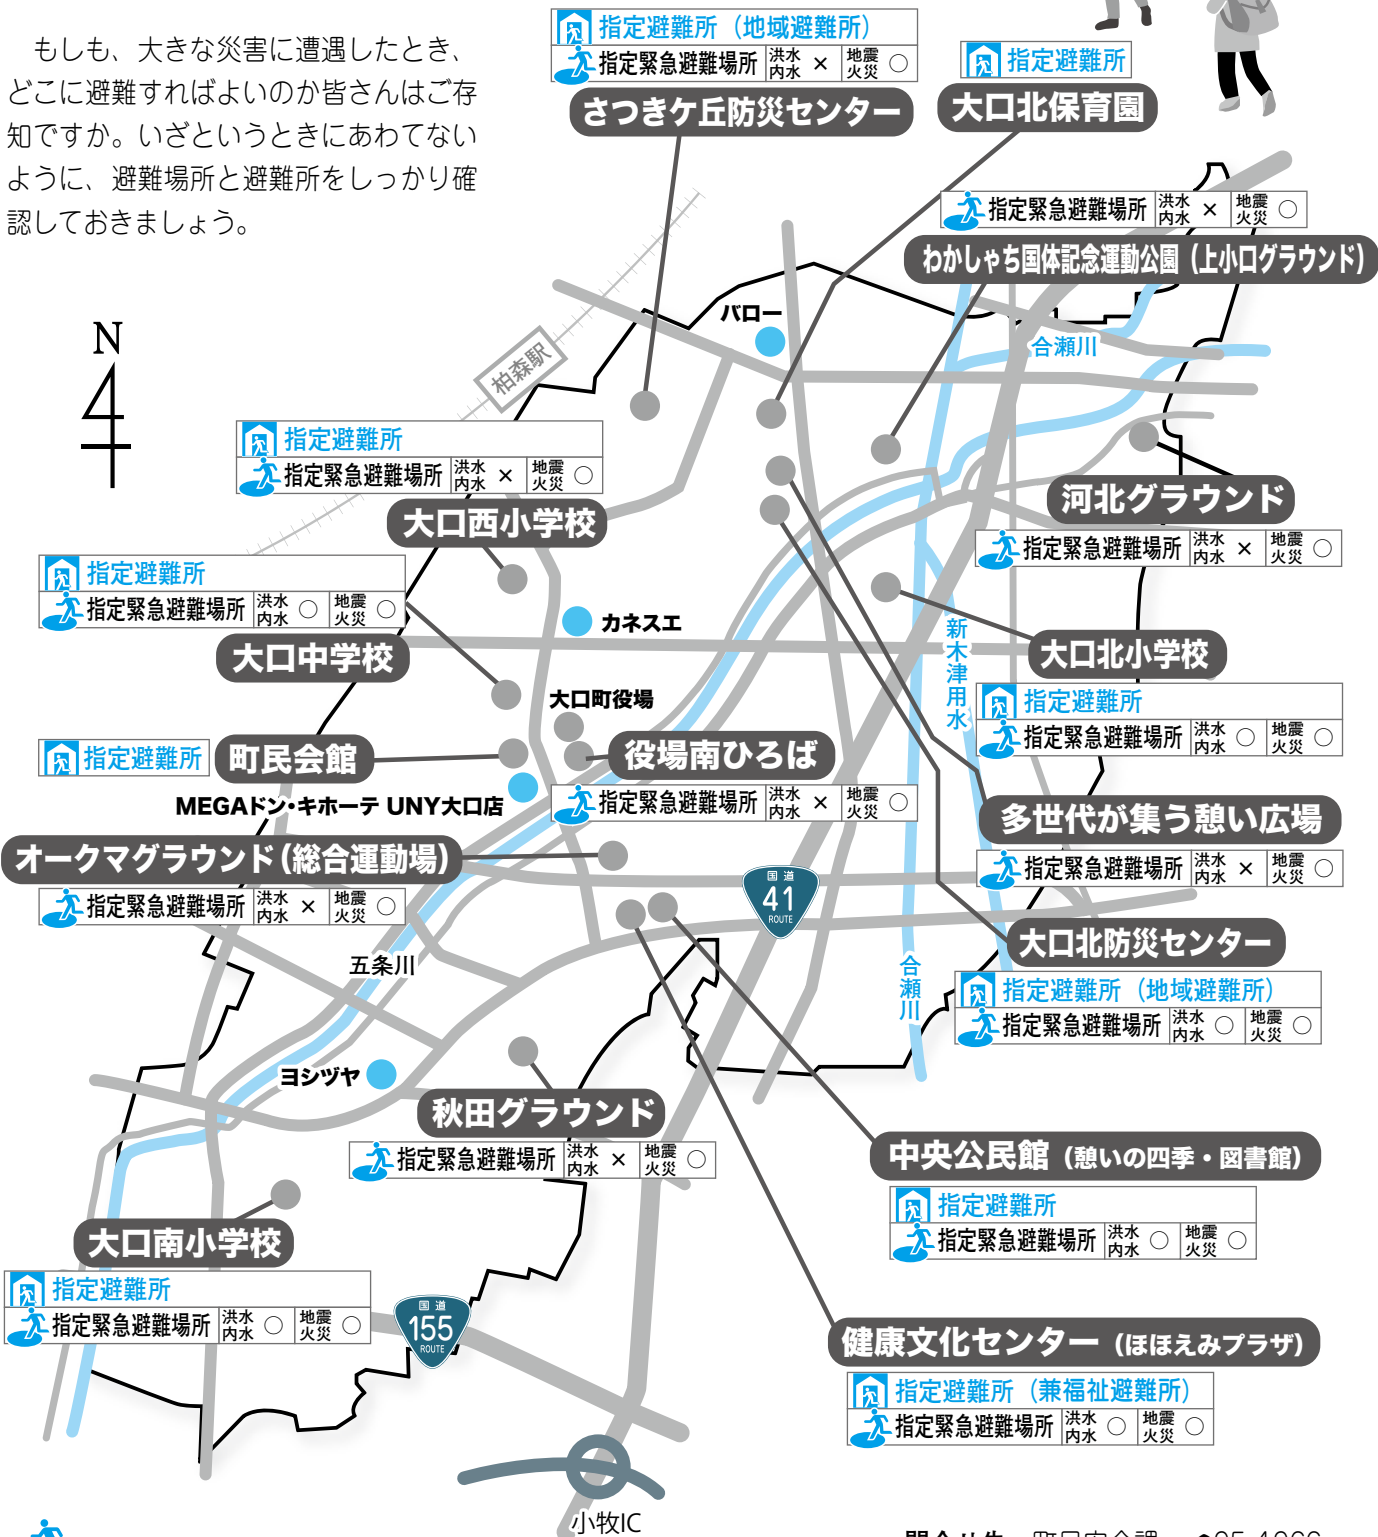 もしも、大きな災害に遭遇したとき、
どこに避難すればよいのか皆さんはご存
知ですか。いざというときにあわてない
ように、避難場所と避難所をしっかり確
認しておきましょう。
指定避難所（地域避難所）
指定緊急避難場所 洪水内水 × 地震火災 ○
さつきケ丘防災センター
指定避難所
大口北保育園
指定緊急避難場所 洪水内水 × 地震火災 ○
わかしゃち国体記念運動公園（上小口グラウンド）
N
バロー
合瀬川
柏森駅
指定避難所
指定緊急避難場所 洪水内水 × 地震火災 ○
大口西小学校
河北グラウンド
指定緊急避難場所 洪水内水 × 地震火災 ○
指定避難所
指定緊急避難場所 洪水内水 ○ 地震火災 ○
大口中学校
カネスエ
新木津用水
大口北小学校
指定避難所
指定緊急避難場所 洪水内水 ○ 地震火災 ○
大口町役場
指定避難所
町民会館
役場南ひろば
指定緊急避難場所 洪水内水 × 地震火災 ○
MEGAドン・キホーテ UNY大口店
多世代が集う憩い広場
指定緊急避難場所 洪水内水 × 地震火災 ○
オークマグラウンド（総合運動場）
指定緊急避難場所 洪水内水 × 地震火災 ○
国道
41
ROUTE
大口北防災センター
指定避難所（地域避難所）
指定緊急避難場所 洪水内水 ○ 地震火災 ○
五条川
合瀬川
ヨシヅヤ
秋田グラウンド
指定緊急避難場所 洪水内水 × 地震火災 ○
中央公民館（憩いの四季・図書館）
指定避難所
指定緊急避難場所 洪水内水 ○ 地震火災 ○
大口南小学校
指定避難所
指定緊急避難場所 洪水内水 ○ 地震火災 ○
国道
155
ROUTE
健康文化センター（ほほえみプラザ）
指定避難所（兼福祉避難所）
指定緊急避難場所 洪水内水 ○ 地震火災 ○
小牧IC